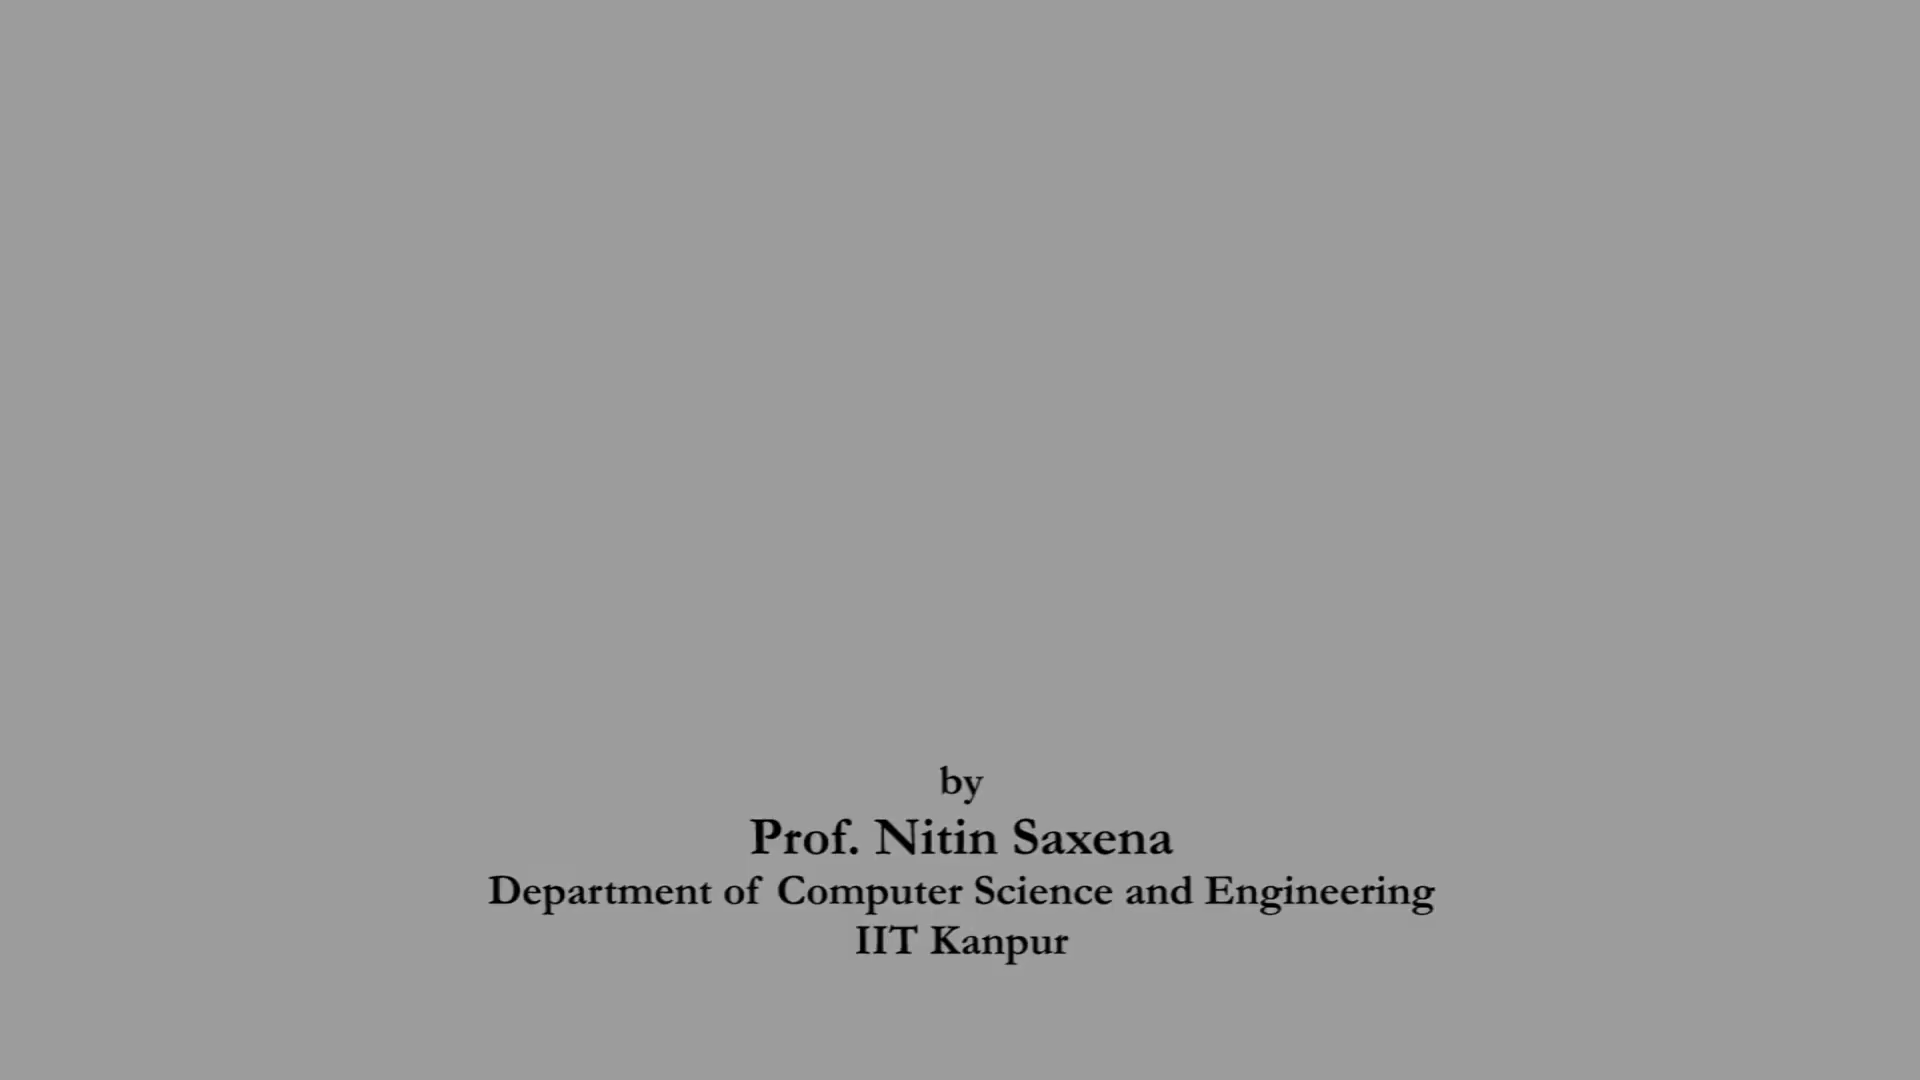 by
Prof. Nitin Saxena
Department of Computer Science and Engineering
IIT Kanpur